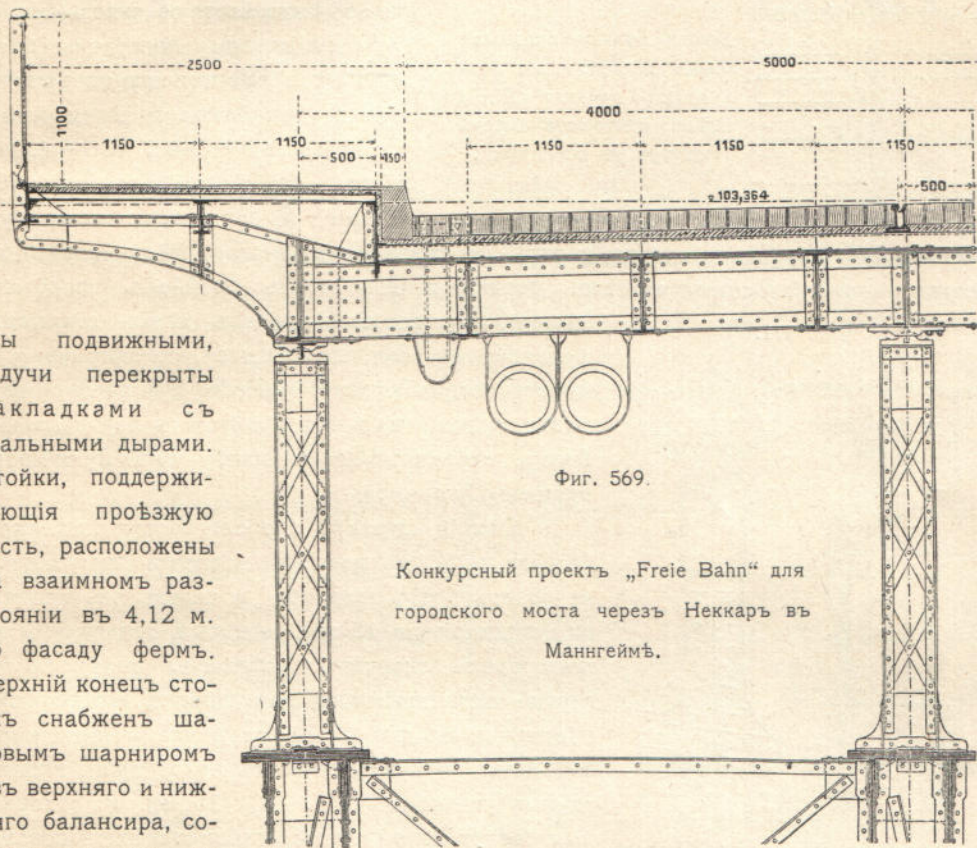 2500
5000
1100
4000
1150
1150
1150
1150
1150
500
150
500
103,364
ы подвижными,
дучи перекрыты
акладками съ
альными дырами.
тойки, поддержи-
ющія проѣзжую
сть, расположены
взаимномъ раз-
ояніи въ 4,12 м.
фасаду фермъ.
ерхній конецъ сто-
ъ снабженъ ша-
овымъ шарниромъ
ъ верхняго и ниж-
яго балансира, со-
Фиг. 569.
Конкурсный проектъ „Freie Bahn“ для
городского моста черезъ Неккаръ въ
Маннгеймѣ.